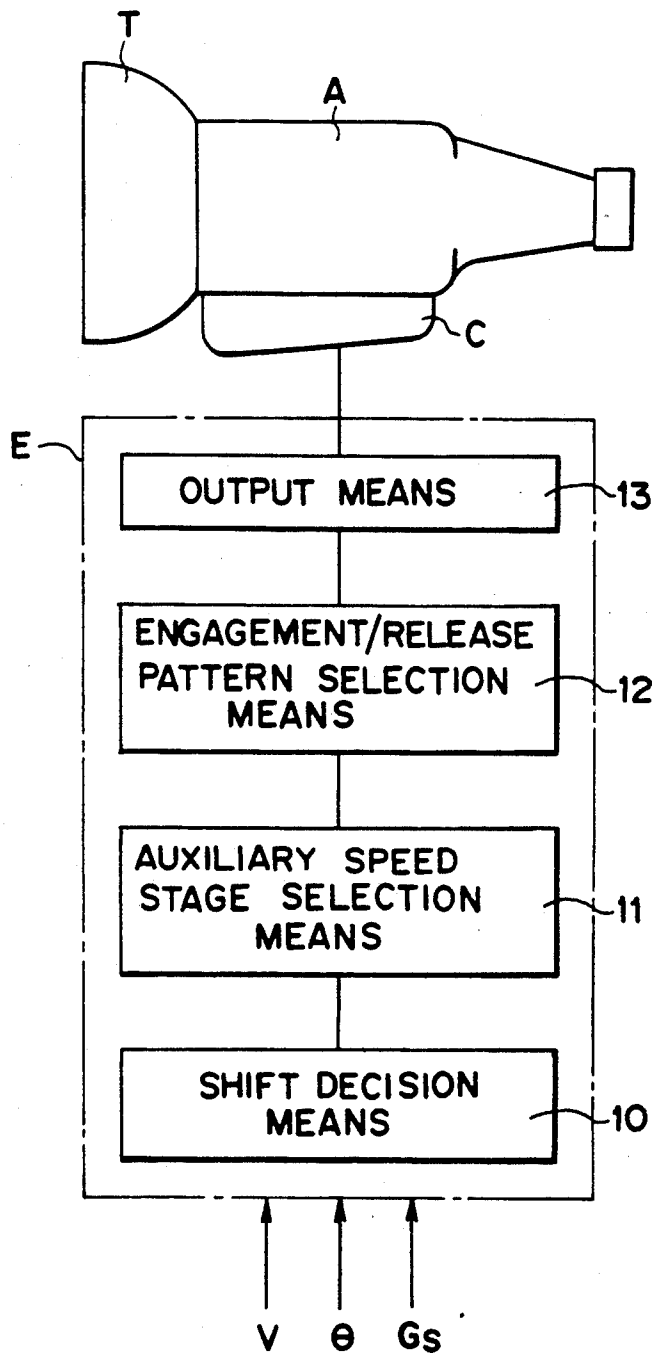 T
A
C
E
OUTPUT MEANS
13
ENGAGEMENT/RELEASE
PATTERN SELECTION
MEANS
12
AUXILIARY SPEED
STAGE SELECTION
MEANS
11
SHIFT DECISION
MEANS
10
V θ Gs